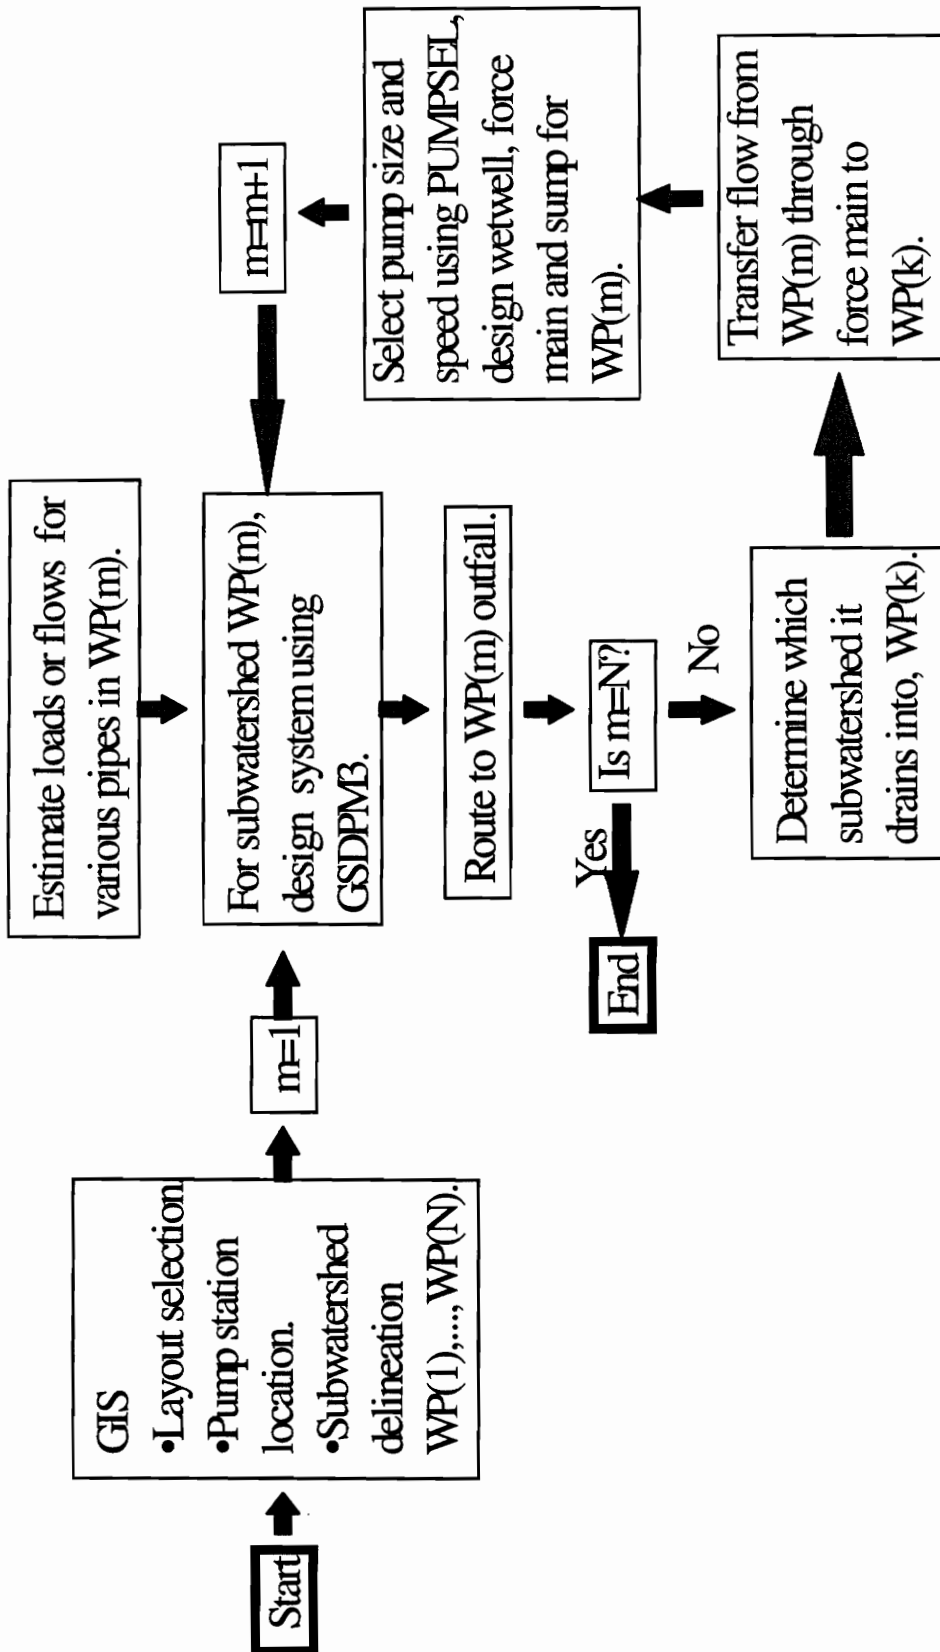 Start
GIS
•Layout selection
•Pump station
location.
•Subwatershed
delineation
WP(1),..., WP(N).
m=1
Estimate loads or flows for
various pipes in WP(m).
For subwatershed WP(m),
design system using
GSDPM3.
Route to WP(m) outfall.
Is m=N?
Yes
End
No
Determine which
subwatershed it
drains into, WP(k).
Transfer flow from
WP(m) through
force main to
WP(k).
Select pump size and
speed using PUMPSEL,
design wetwell, force
main and sump for
WP(m).
m=m+1